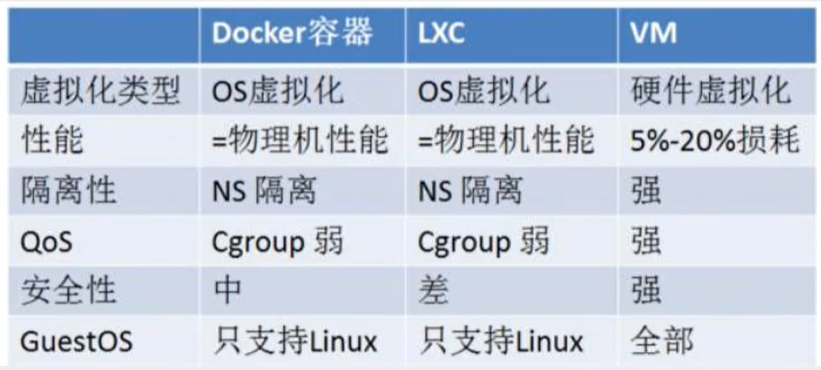 Docker容器 LXC VM
虚拟化类型 OS虚拟化 OS虚拟化 硬件虚拟化
性能 =物理机性能 =物理机性能 5%-20%损耗
隔离性 NS 隔离 NS 隔离 强
QoS Cgroup 弱 Cgroup 弱 强
安全性 中 差 强
GuestOS 只支持Linux 只支持Linux 全部